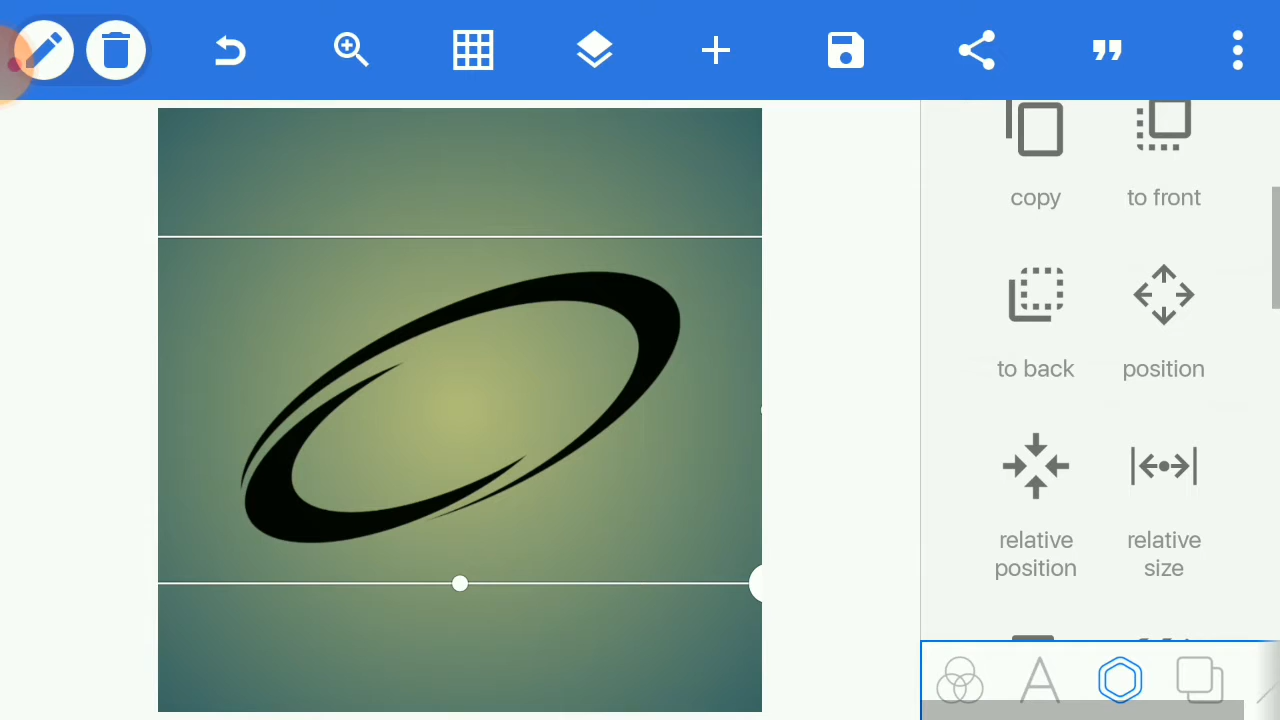 copy
to front
to back
position
relative
position
relative
size